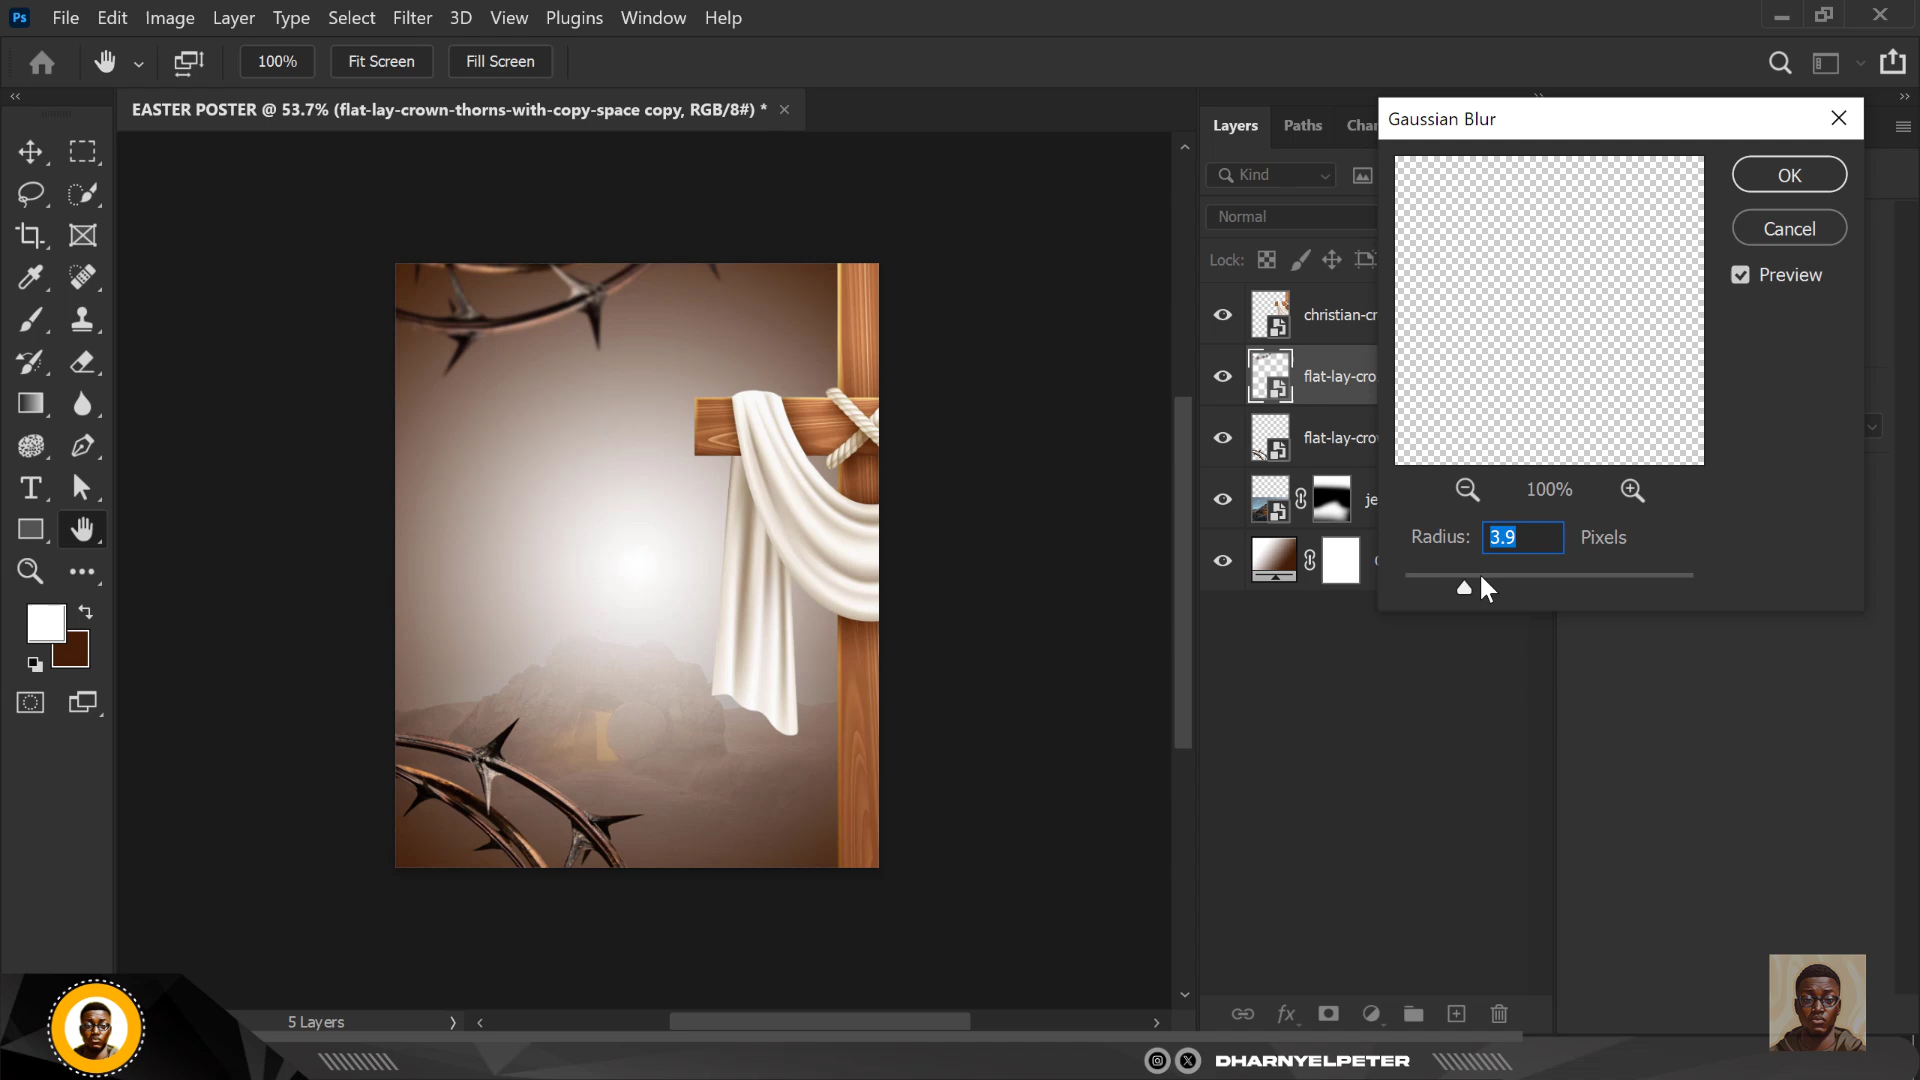 Ps File Edit Image Layer Type Select Filter 3D View Plugins Window Help
100% Fit Screen Fill Screen
EASTER POSTER @ 53.7% (flat-lay-crown-thorns-with-copy-space copy, RGB/8#) *
Layers Paths Chan
Kind
Normal
Lock:
christian-cr
flat-lay-cro
flat-lay-cro
je
Gaussian Blur
OK
Cancel
Preview
100%
Radius: 3.9 Pixels
T
5 Layers
fx
DHARNYELPETER